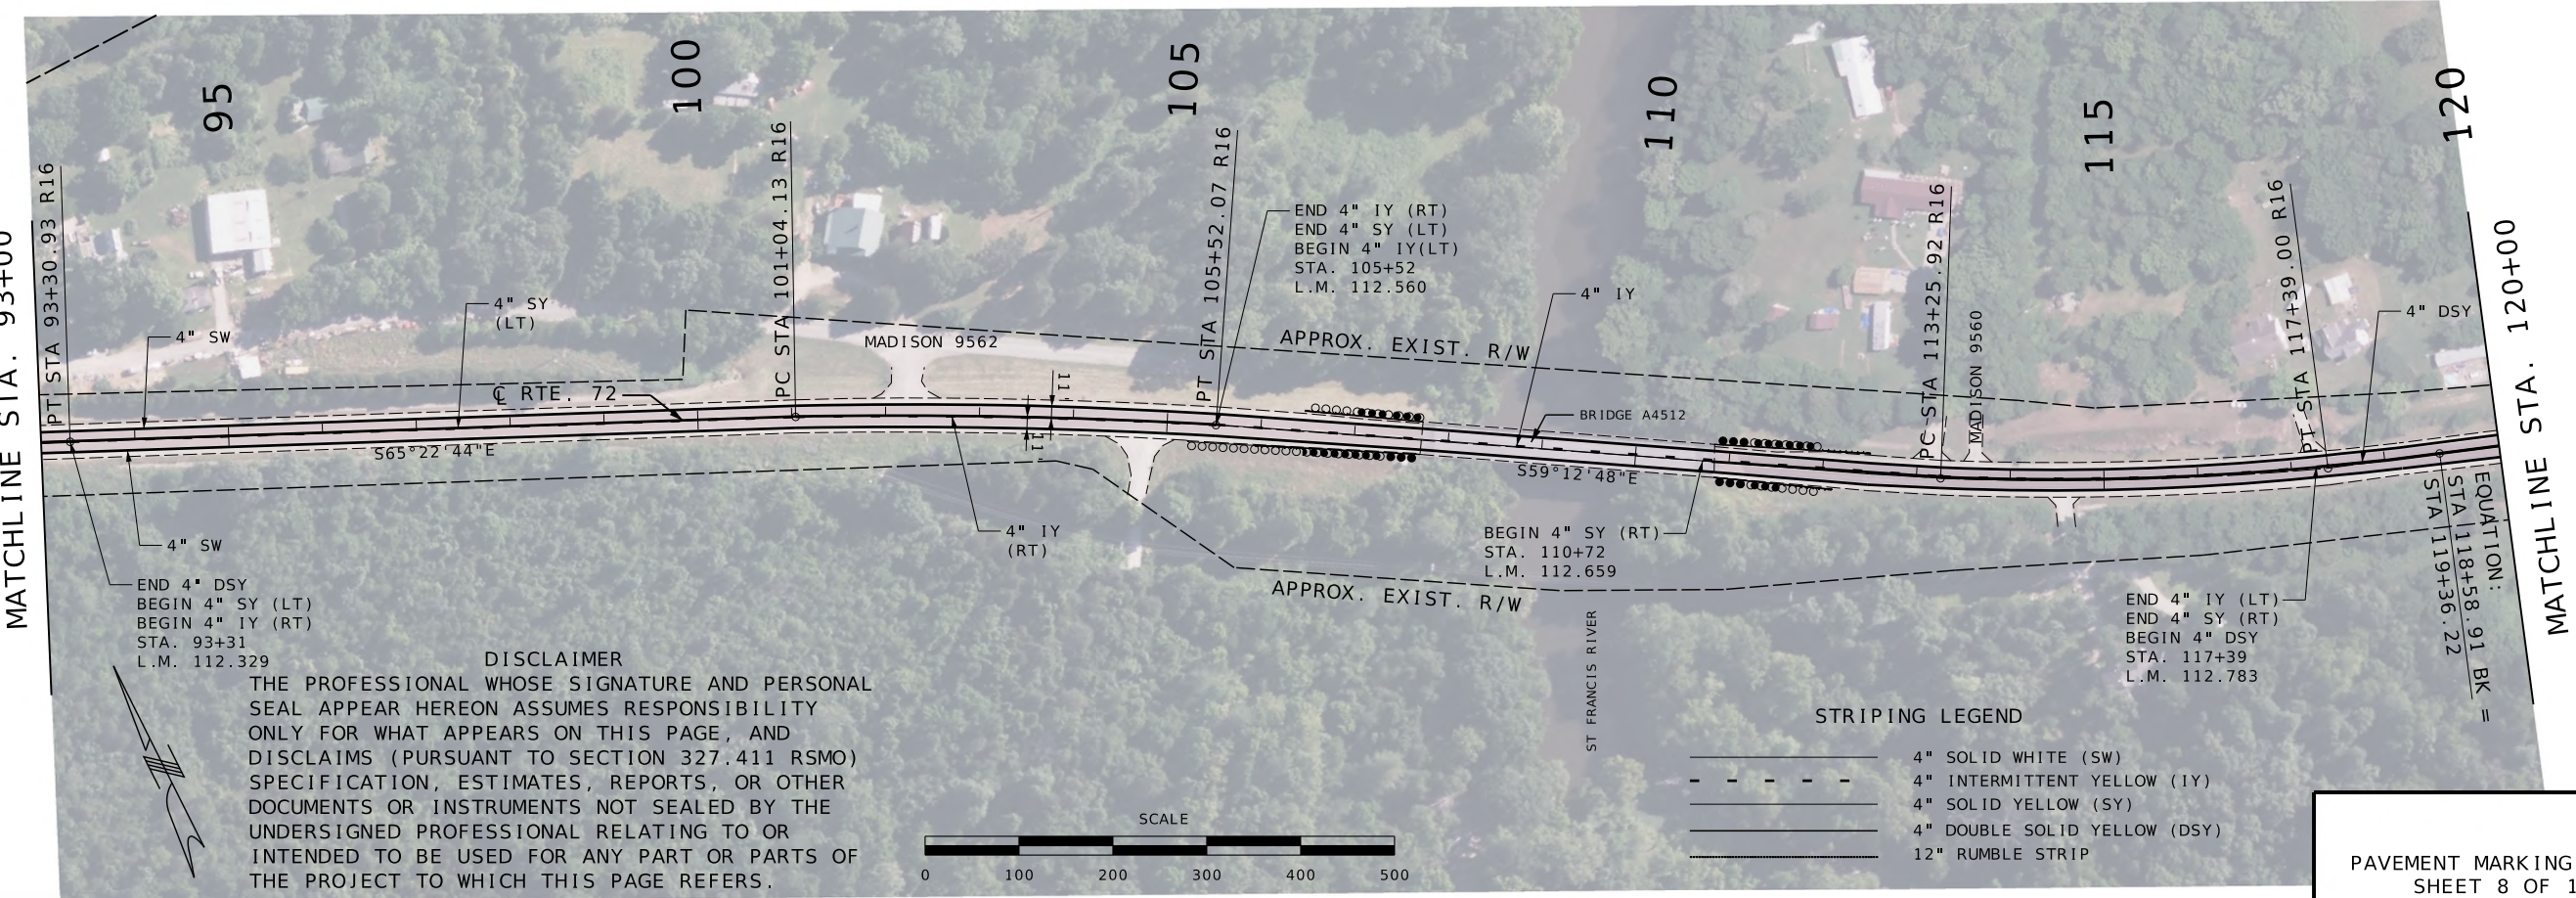 MATCHLINE STA. 93+00
PT STA 93+30.93 R16
95
100
105
110
115
120
4" SW
4" SY
(LT)
℄ RTE. 72
S65°22'44"E
PC STA 101+04.13 R16
MADISON 9562
11'
11'
PT STA 105+52.07 R16
END 4" IY (RT)
END 4" SY (LT)
BEGIN 4" IY(LT)
STA. 105+52
L.M. 112.560
APPROX. EXIST. R/W
4" IY
BRIDGE A4512
S59°12'48"E
PC STA 113+25.92 R16
MADISON 9560
PT STA 117+39.00 R16
4" DSY
MATCHLINE STA. 120+00
4" SW
END 4" DSY
BEGIN 4" SY (LT)
BEGIN 4" IY (RT)
STA. 93+31
L.M. 112.329
4" IY
(RT)
BEGIN 4" SY (RT)
STA. 110+72
L.M. 112.659
APPROX. EXIST. R/W
ST FRANCIS RIVER
END 4" IY (LT)
END 4" SY (RT)
BEGIN 4" DSY
STA. 117+39
L.M. 112.783
EQUATION:
STA 118+58.91 BK =
STA 119+36.22
DISCLAIMER
THE PROFESSIONAL WHOSE SIGNATURE AND PERSONAL
SEAL APPEAR HEREON ASSUMES RESPONSIBILITY
ONLY FOR WHAT APPEARS ON THIS PAGE, AND
DISCLAIMS (PURSUANT TO SECTION 327.411 RSMO)
SPECIFICATION, ESTIMATES, REPORTS, OR OTHER
DOCUMENTS OR INSTRUMENTS NOT SEALED BY THE
UNDERSIGNED PROFESSIONAL RELATING TO OR
INTENDED TO BE USED FOR ANY PART OR PARTS OF
THE PROJECT TO WHICH THIS PAGE REFERS.
SCALE
0 100 200 300 400 500
STRIPING LEGEND
4" SOLID WHITE (SW)
4" INTERMITTENT YELLOW (IY)
4" SOLID YELLOW (SY)
4" DOUBLE SOLID YELLOW (DSY)
12" RUMBLE STRIP
PAVEMENT MARKING
SHEET 8 OF 1